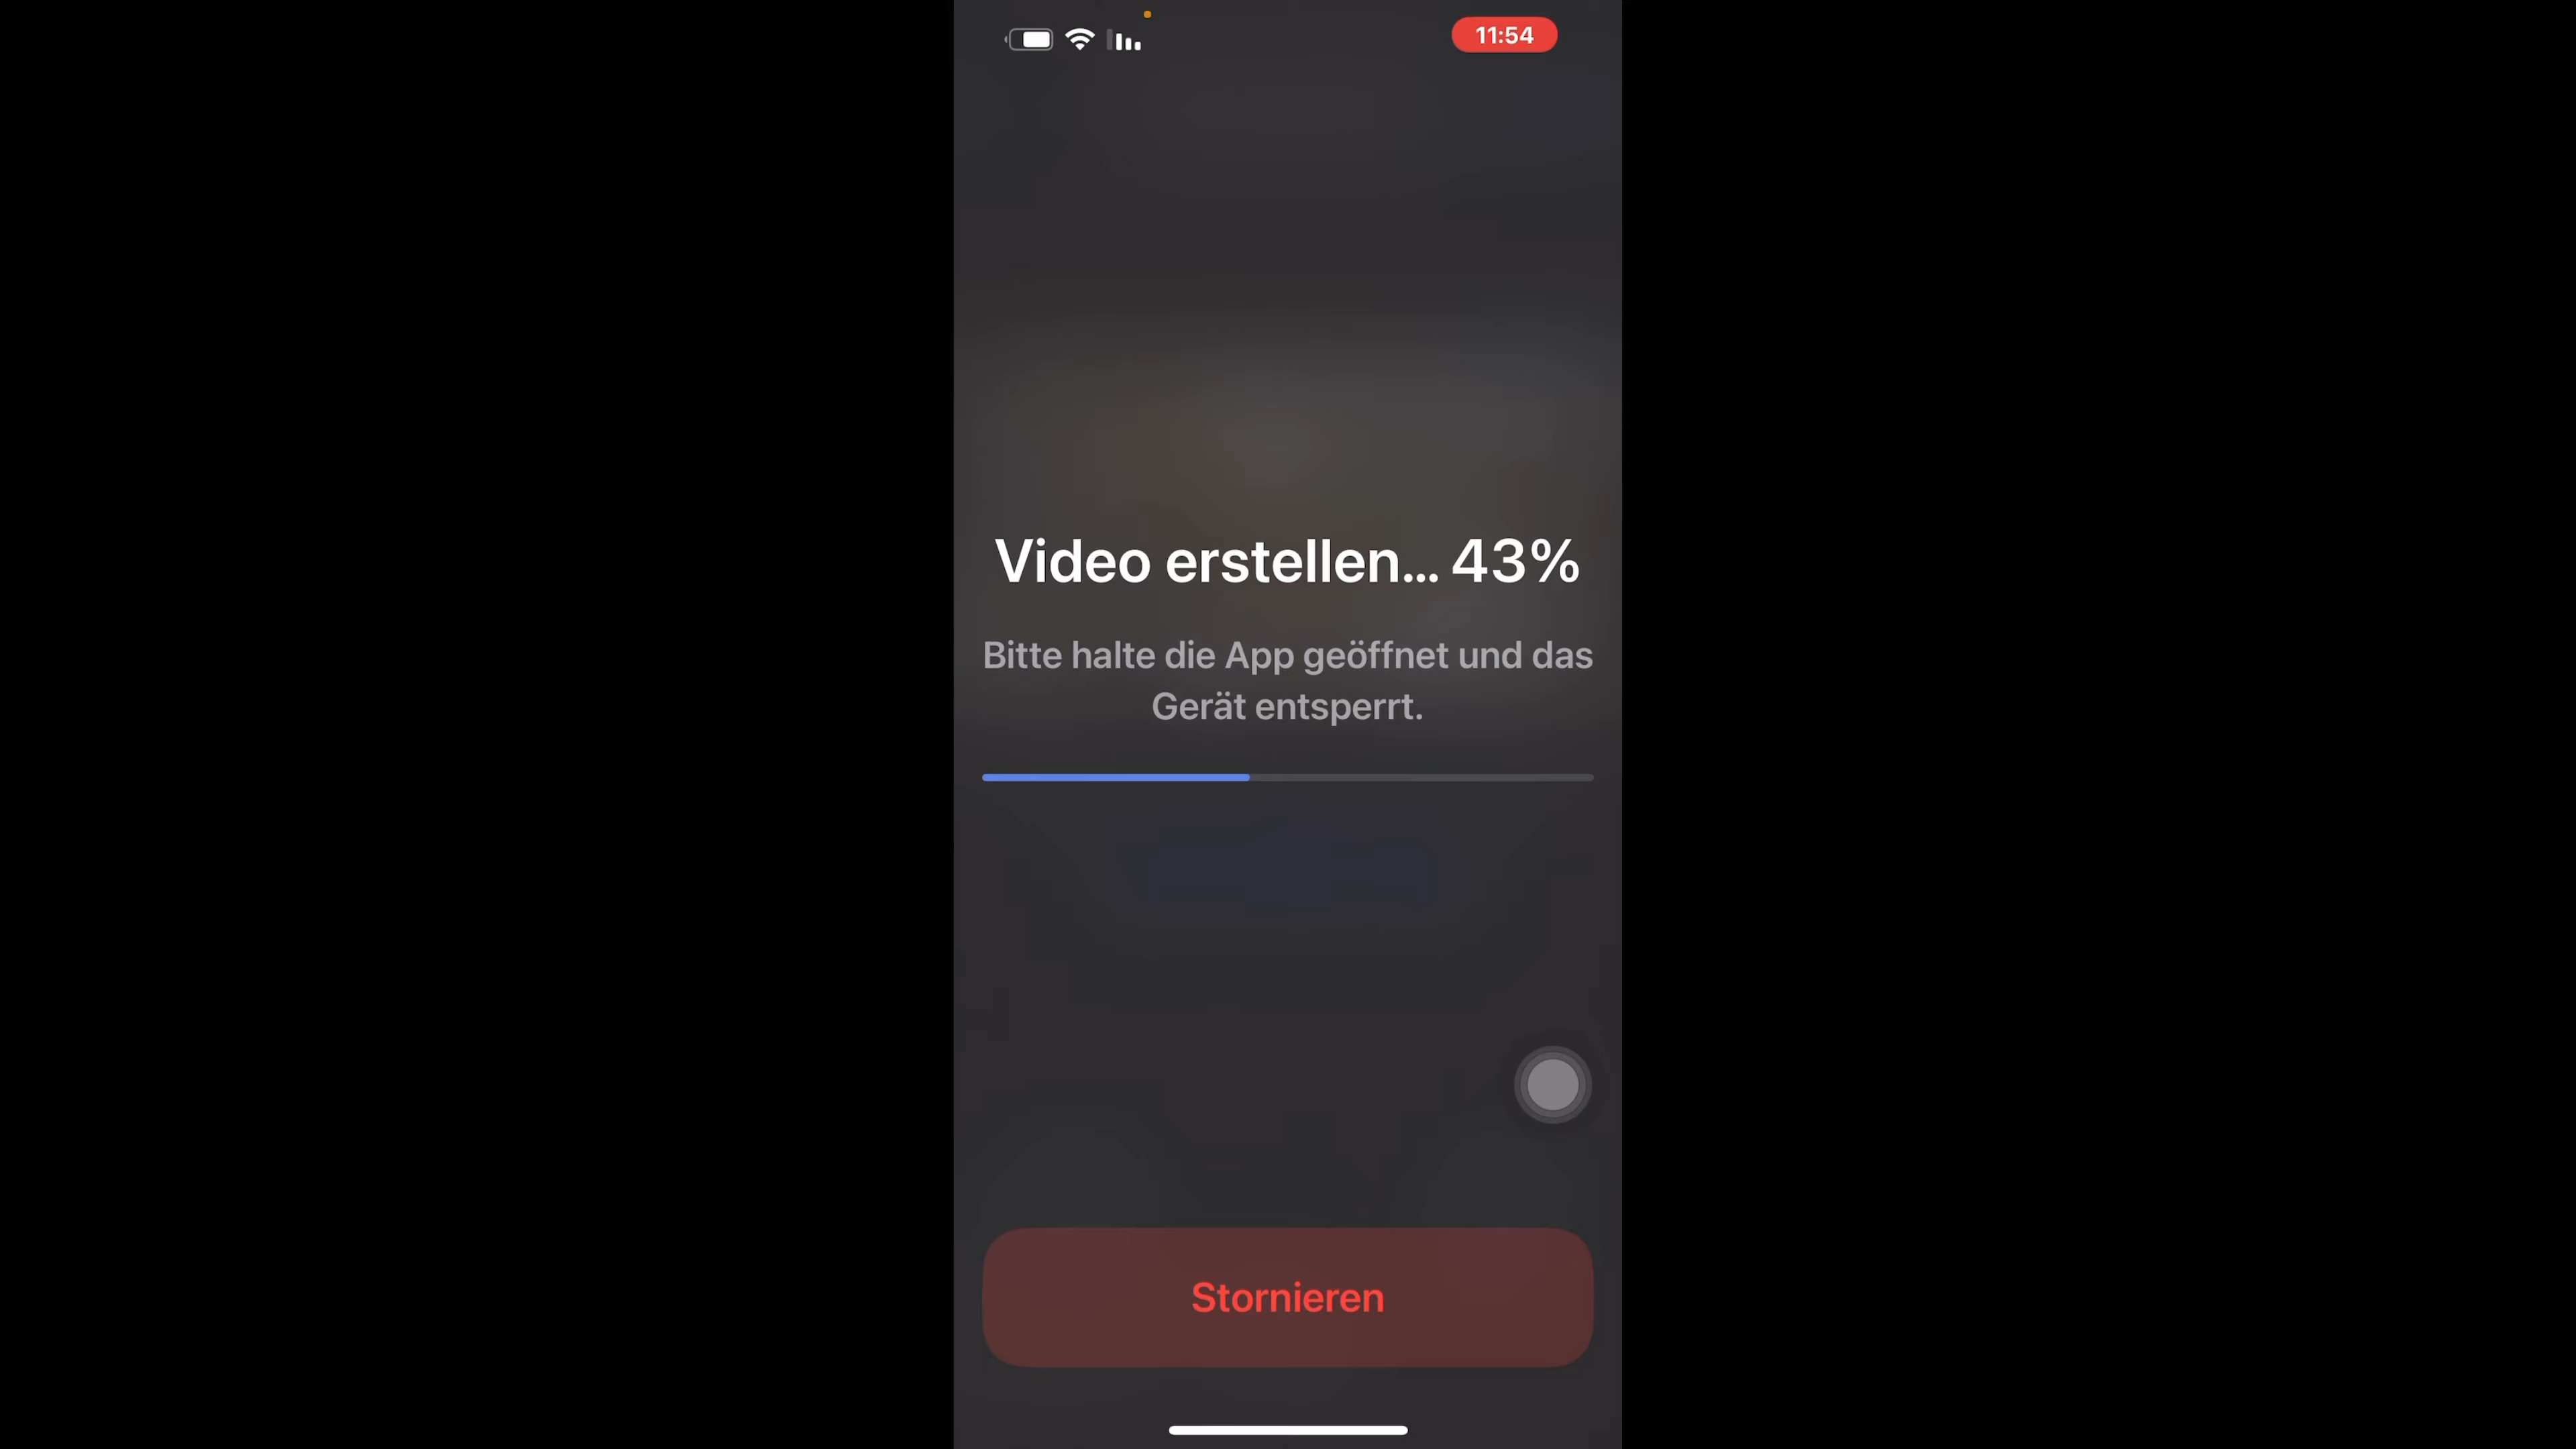 11:54
Video erstellen... 43%
Bitte halte die App geöffnet und das
Gerät entsperrt.
Stornieren